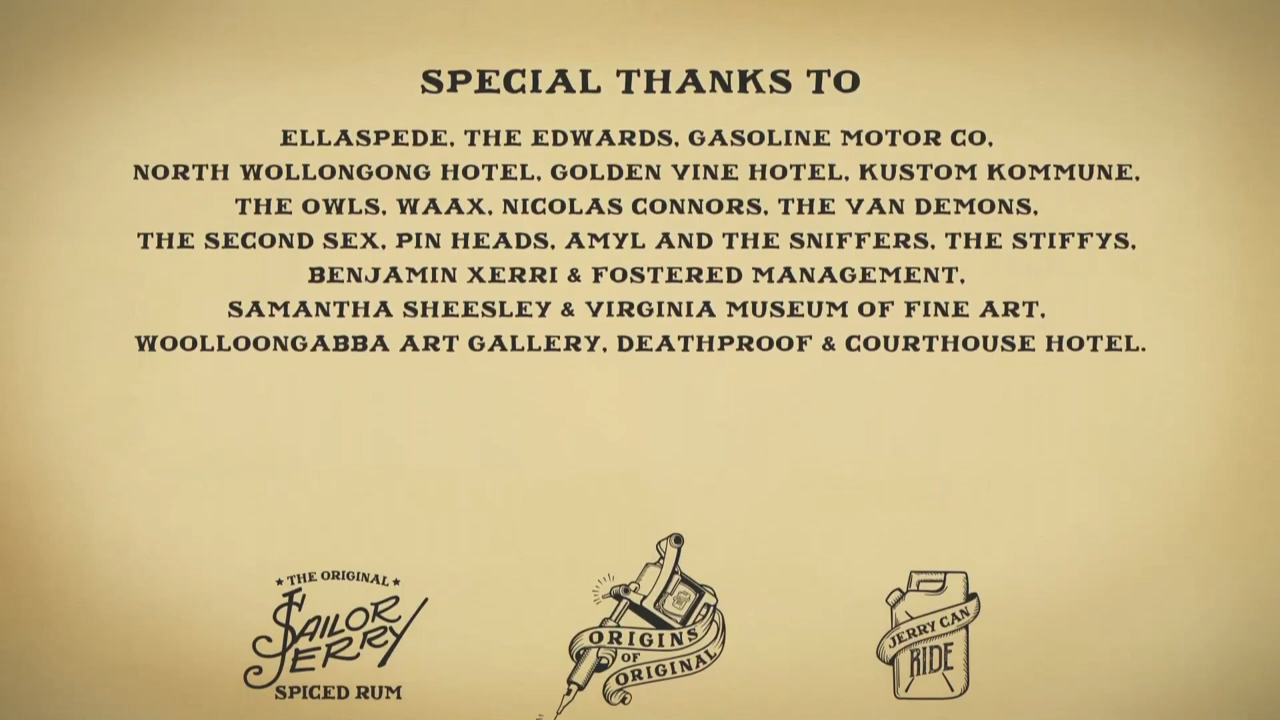 SPECIAL THANKS TO
ELLASPEDE, THE EDWARDS, GASOLINE MOTOR CO,
NORTH WOLLONGONG HOTEL, GOLDEN VINE HOTEL, KUSTOM KOMMUNE,
THE OWLS, WAAX, NICOLAS CONNORS, THE VAN DEMONS,
THE SECOND SEX, PIN HEADS, AMYL AND THE SNIFFERS, THE STIFFYS,
BENJAMIN XERRI & FOSTERED MANAGEMENT,
SAMANTHA SHEESLEY & VIRGINIA MUSEUM OF FINE ART,
WOOLLOONGABBA ART GALLERY, DEATHPROOF & COURTHOUSE HOTEL.
THE ORIGINAL
SAILOR
JERRY
SPICED RUM
ORIGINS
OF
ORIGINAL
JERRY CAN
RIDE